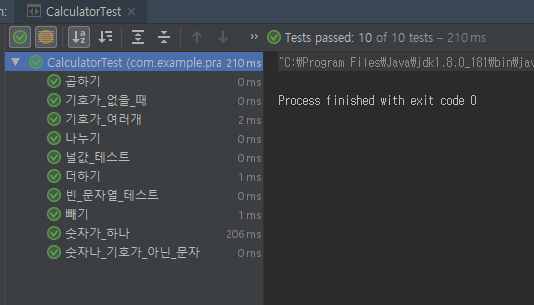 n: CalculatorTest ×
» Tests passed: 10 of 10 tests – 210 ms
CalculatorTest (com.example.pra 210 ms
곱하기 0 ms
기호가_없을_때 0 ms
기호가_여러개 2 ms
나누기 0 ms
널값_테스트 0 ms
더하기 1 ms
빈_문자열_테스트 0 ms
빼기 1 ms
숫자가_하나 206 ms
숫자나_기호가_아닌_문자 0 ms
"C:₩Program Files₩Java₩jdk1.8.0_181₩bin₩jav
Process finished with exit code 0